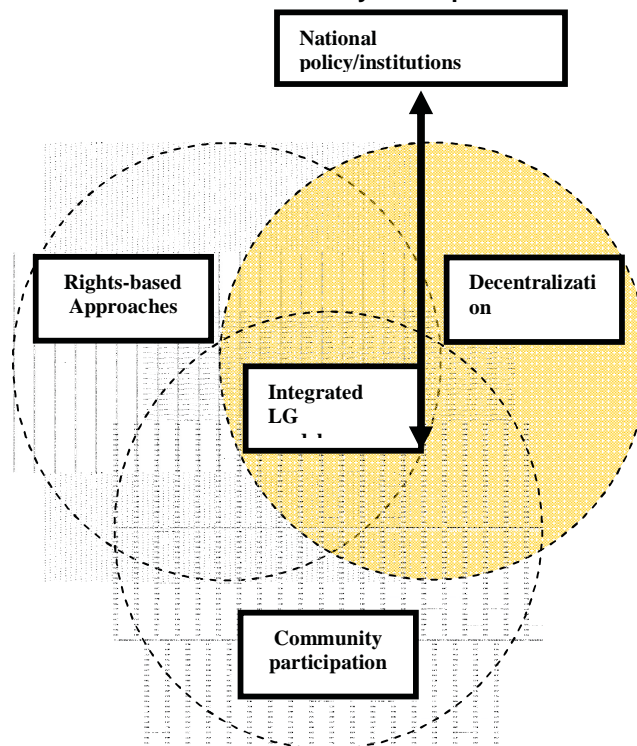 National
policy/institutions
Rights-based
Approaches
Decentralizati
on
Integrated
LG
Community
participation